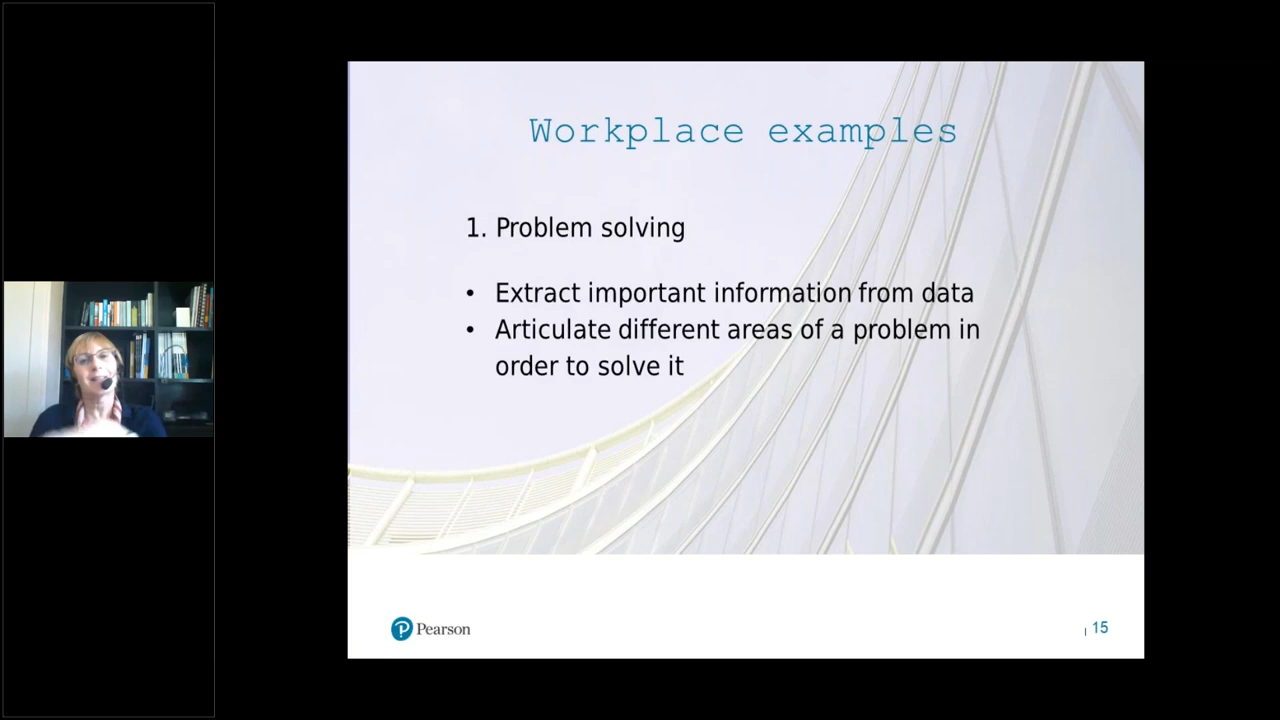 Workplace examples
1. Problem solving
• Extract important information from data
• Articulate different areas of a problem in
order to solve it
Pearson
| 15